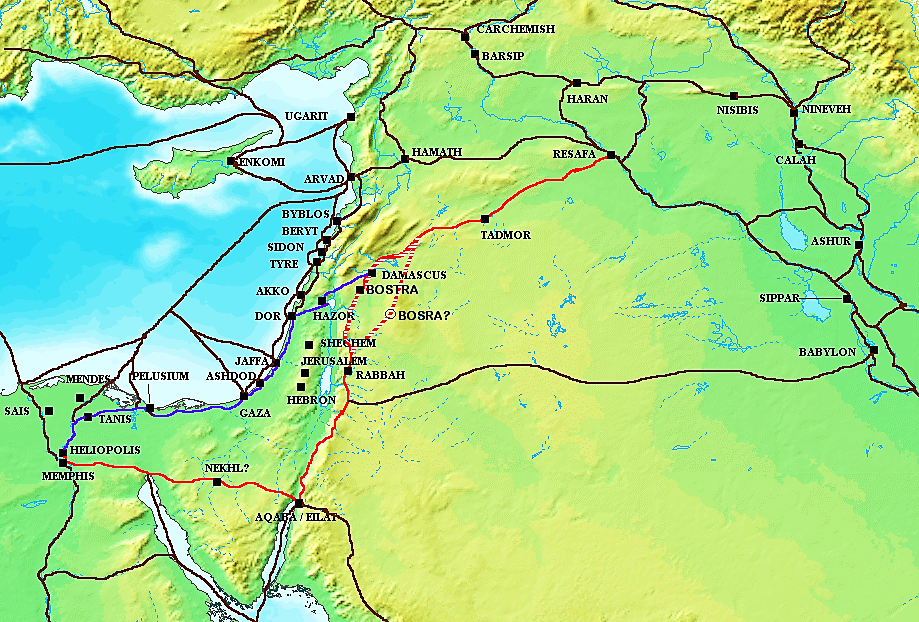 CARCHEMISH
BARSIP
HARAN
NISIBIS
NINEVEH
UGARIT
CALAH
ENKOMI
HAMATH
RESAFA
ARVAD
BYBLOS
BERYT
TADMOR
SIDON
ASHUR
TYRE
DAMASCUS
AKKO
BOSTRA
SIPPAR
DOR
HAZOR
BOSRA?
SHECHEM
BABYLON
JAFFA
JERUSALEM
MENDES
PELUSIUM
ASHDOD
RABBAH
HEBRON
SAIS
TANIS
GAZA
HELIOPOLIS
NEKHL?
MEMPHIS
AQABA / EILAT